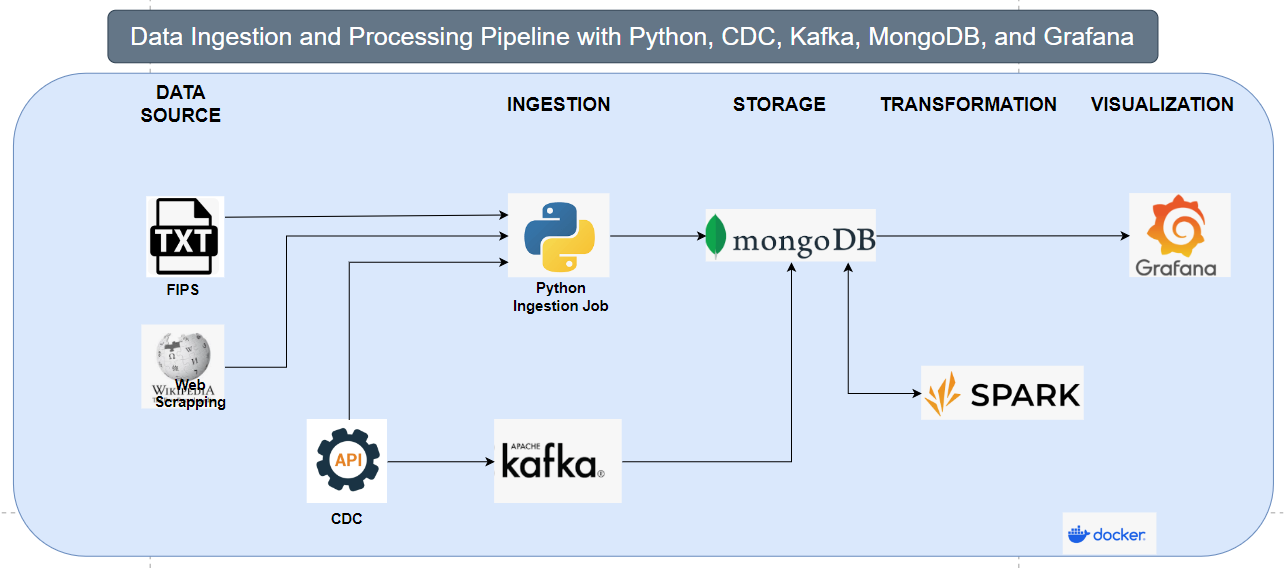 Data Ingestion and Processing Pipeline with Python, CDC, Kafka, MongoDB, and Grafana
DATA
SOURCE
INGESTION
STORAGE
TRANSFORMATION
VISUALIZATION
TXT
FIPS
Python
Ingestion Job
mongoDB
Grafana
WIKIPEDIA
Web
Scrapping
SPARK
API
CDC
APACHE
kafka®
docker